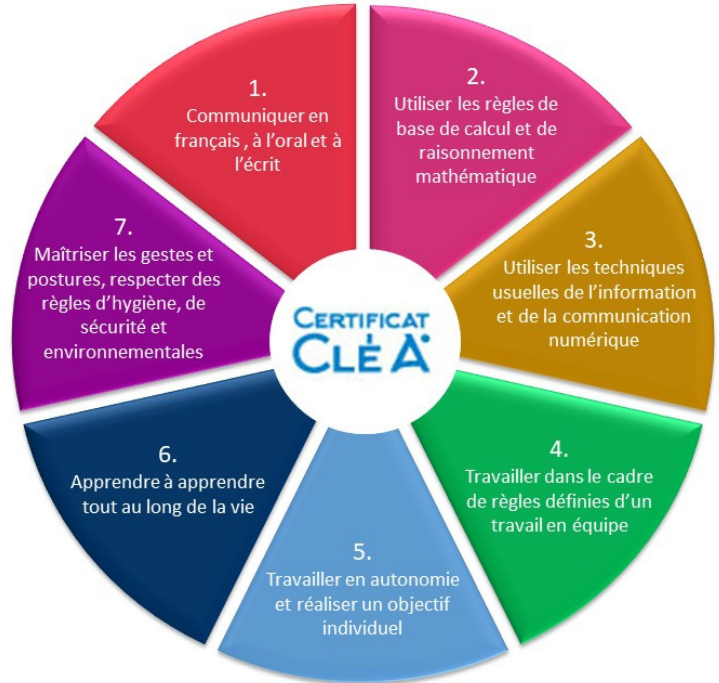 1.
Communiquer en
français , à l'oral et à
l'écrit
2.
Utiliser les règles de
base de calcul et de
raisonnement
mathématique
3.
Utiliser les techniques
usuelles de l'information
et de la communication
numérique
4.
Travailler dans le cadre
de règles définies d'un
travail en équipe
5.
Travailler en autonomie
et réaliser un objectif
individuel
6.
Apprendre à apprendre
tout au long de la vie
7.
Maîtriser les gestes et
postures, respecter des
règles d'hygiène, de
sécurité et
environnementales
CERTIFICAT
CLÉ A